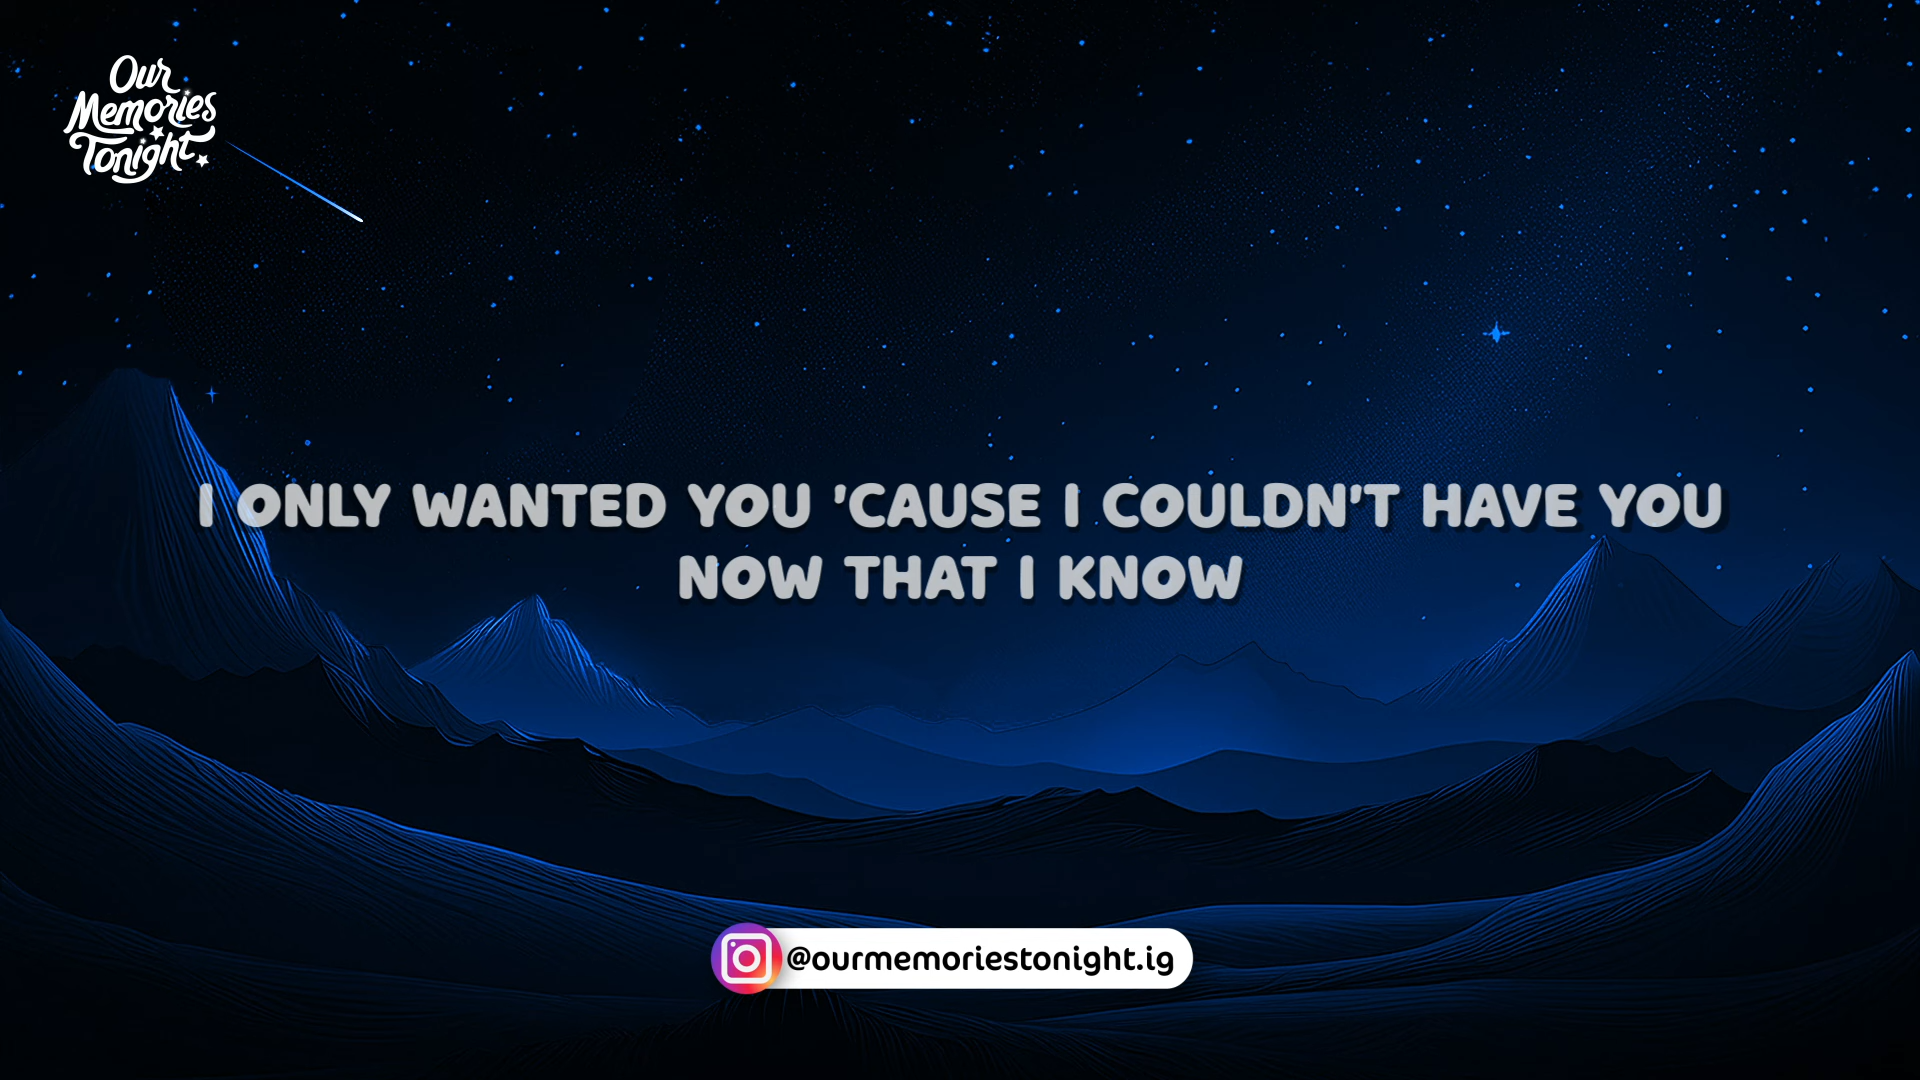 Our
Memories
Tonight
I ONLY WANTED YOU 'CAUSE I COULDN'T HAVE YOU
NOW THAT I KNOW
@ourmemoriestonight.ig